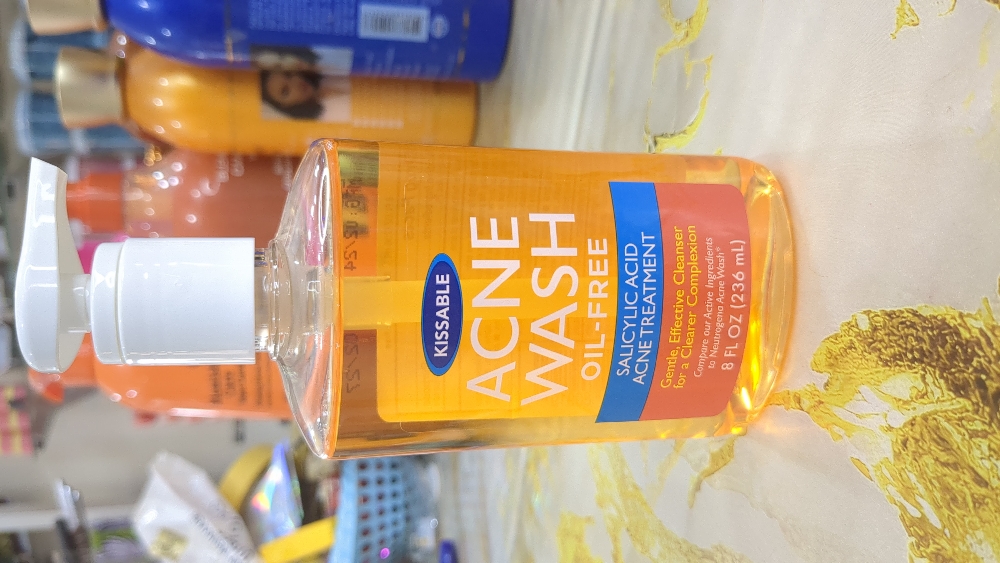 KISSABLE
ACNE
WASH
OIL-FREE
SALICYLIC ACID
ACNE TREATMENT
Gentle, Effective Cleanser
for a Clearer Complexion
Compare our Active Ingredients
to Neutrogena Acne Wash®
8 FL OZ (236 mL)